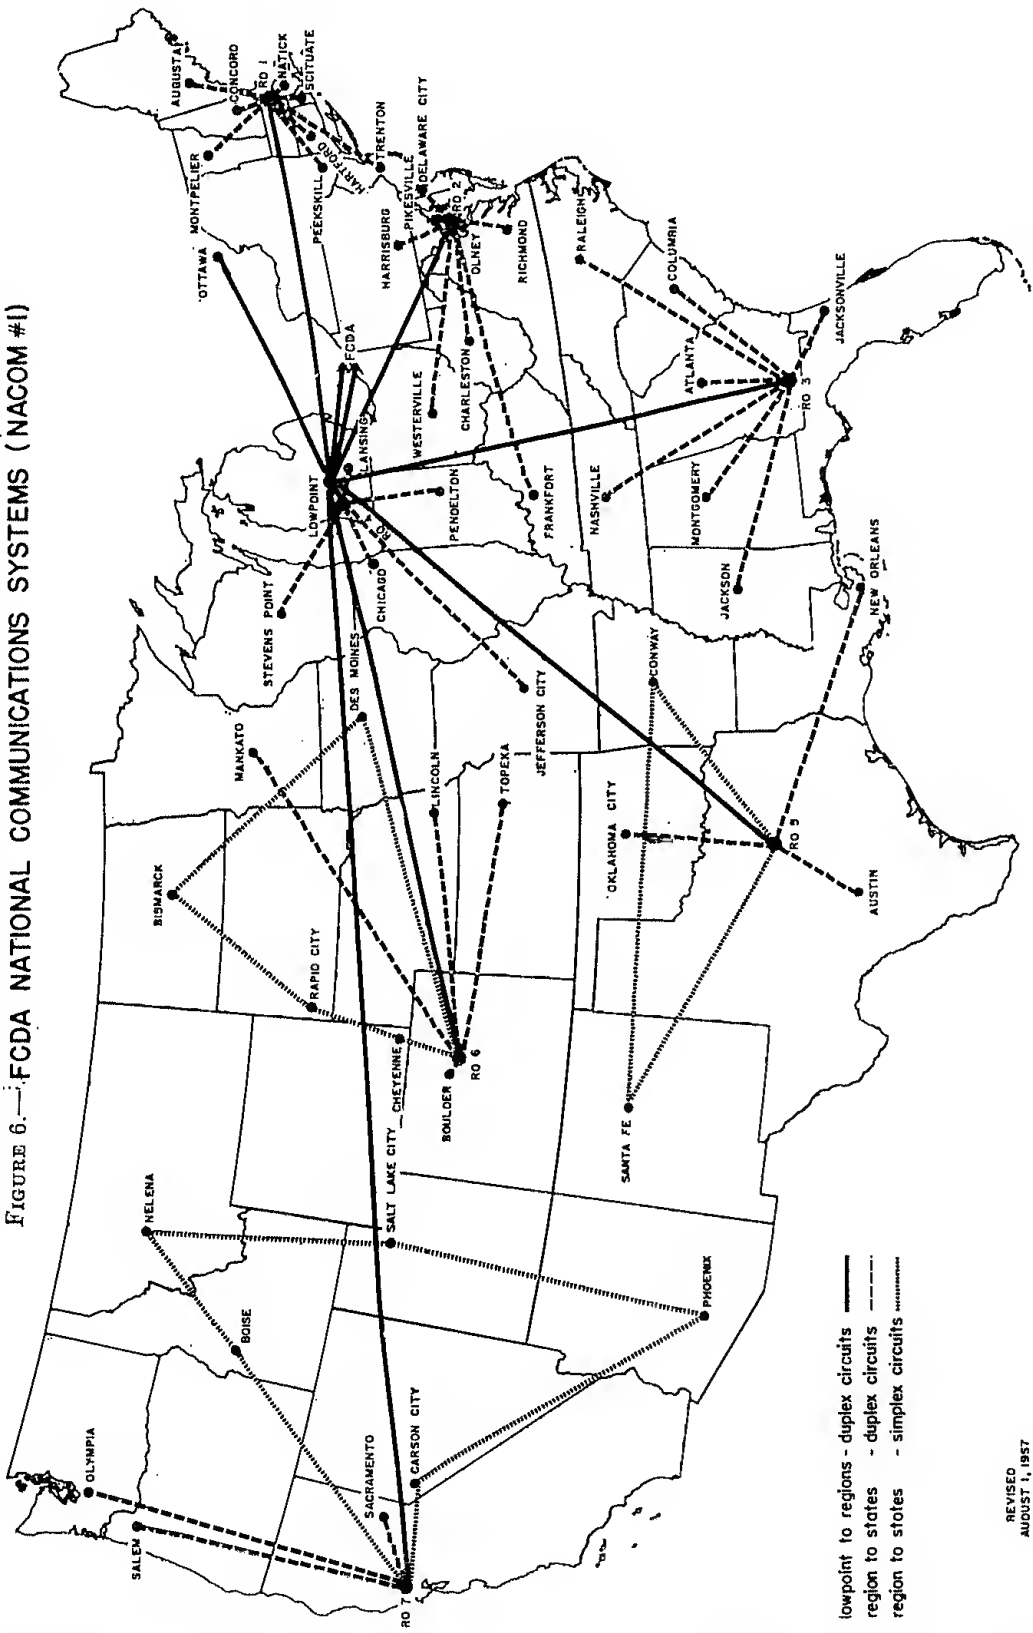 FIGURE 6.—FCDA NATIONAL COMMUNICATIONS SYSTEMS (NACOM #1)
OLYMPIA
SALEM
NELENA
BOISE
SACRAMENTO
CARSON CITY
RO 7
SALT LAKE CITY
PHOENIX
BISMARCK
RAPID CITY
CHEYENNE
BOULDER
RO 6
SANTA FE
MANKATO
DES MOINES
LINCOLN
TOPEKA
JEFFERSON CITY
OKLAHOMA CITY
CONWAY
RO 5
AUSTIN
NEW ORLEANS
STEVENS POINT
CHICAGO
LOWPOINT
RO 4
LANSING
FCDA
PENDELTON
WESTERVILLE
CHARLESTON
FRANKFORT
NASHVILLE
MONTGOMERY
JACKSON
ATLANTA
RO 3
JACKSONVILLE
COLUMBIA
RALEIGH
OTTAWA
MONTPELIER
AUGUSTA
CONCORD
RO 1
NATICK
SCITUATE
PEEKSKILL
HARTFORD
TRENTON
HARRISBURG
PIKESVILLE
DELAWARE CITY
RO 2
OLNEY
RICHMOND
lowpoint to regions - duplex circuits
region to states - duplex circuits
region to states - simplex circuits
REVISED
AUGUST 1, 1957